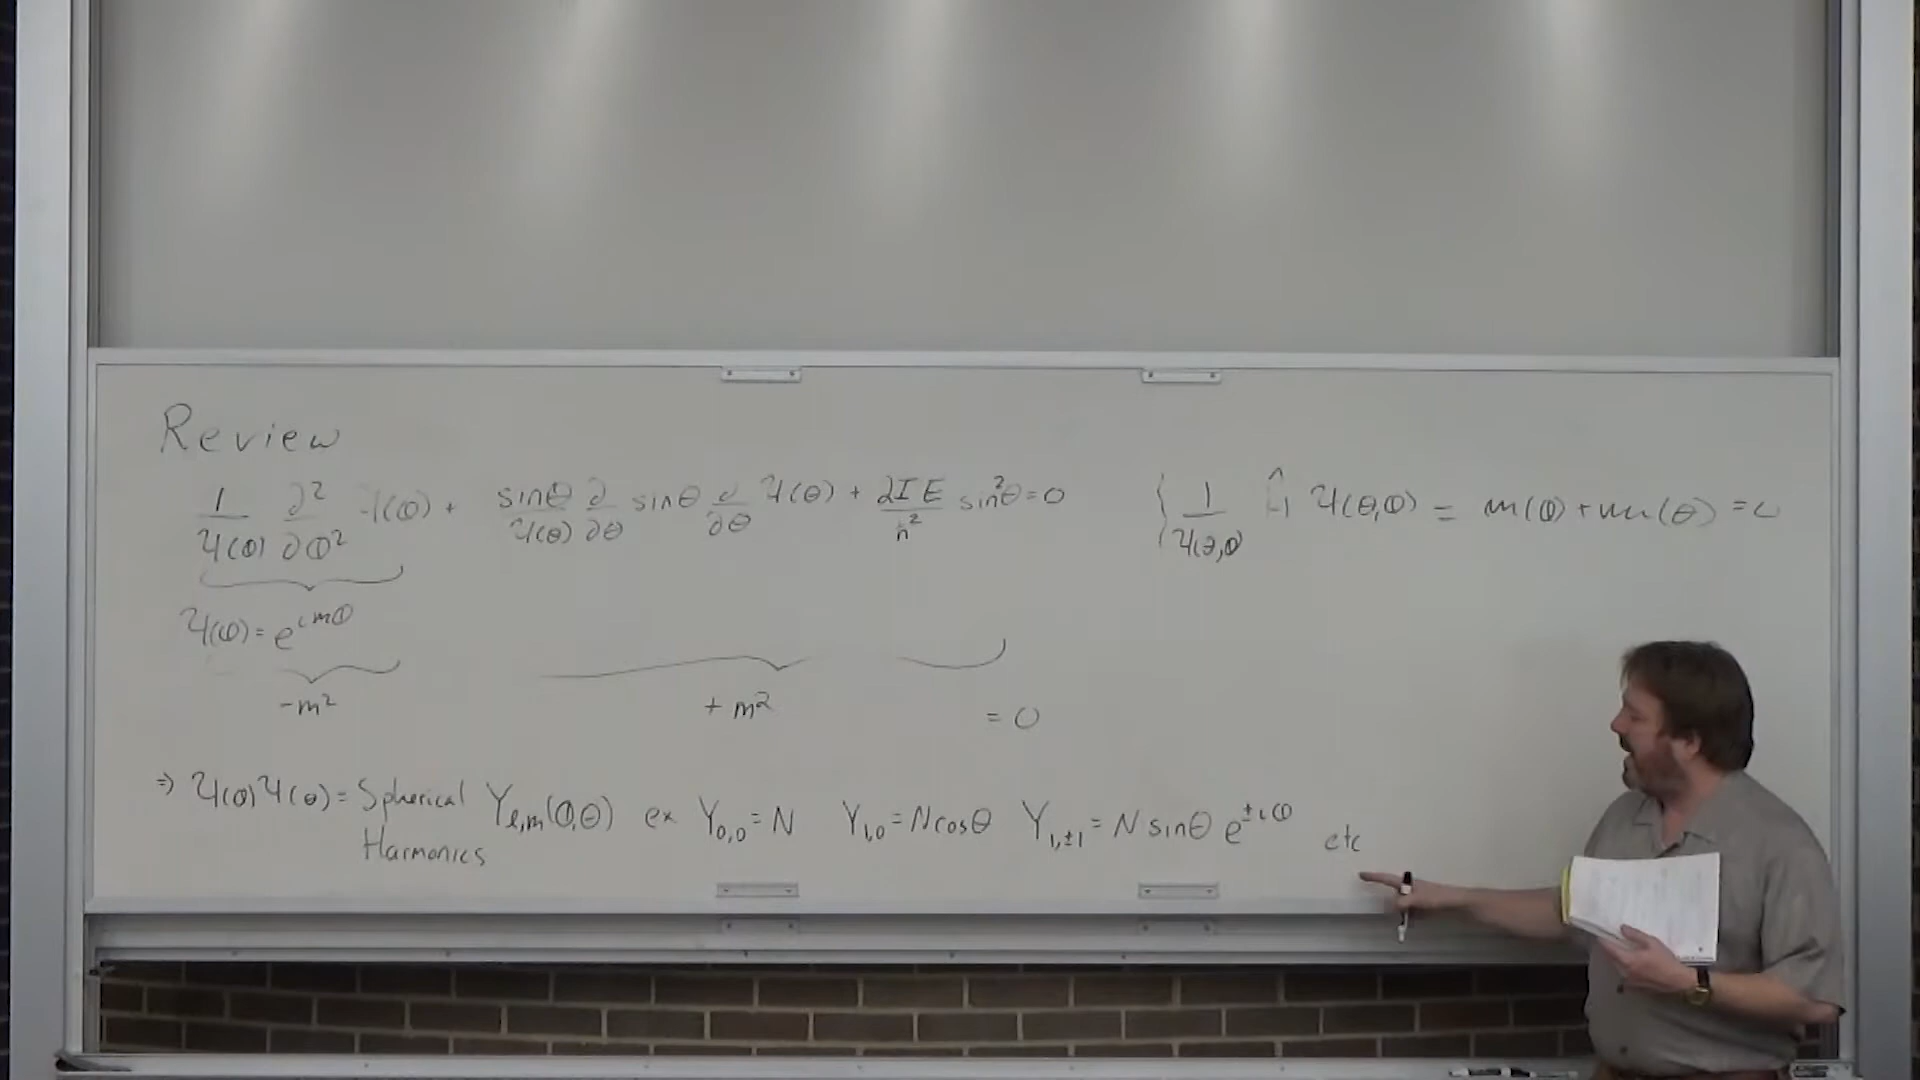 Review
1/Ψ(φ) ∂²/∂φ² Ψ(φ) + sinθ/Ψ(θ) ∂/∂θ sinθ ∂/∂θ Ψ(θ) + 2IE/ħ² sin²θ = 0
{ 1/Ψ(θ,φ) Ĥ Ψ(θ,φ) = m(φ) + m(θ) = 0
Ψ(φ) = e^{imφ}
-m²
+ m²
= 0
⇒ Ψ(φ)Ψ(θ) = Spherical Harmonics Y_{l,m}(φ,θ) ex Y_{0,0} = N Y_{1,0} = N cosθ Y_{1,±1} = N sinθ e^{±iφ} etc